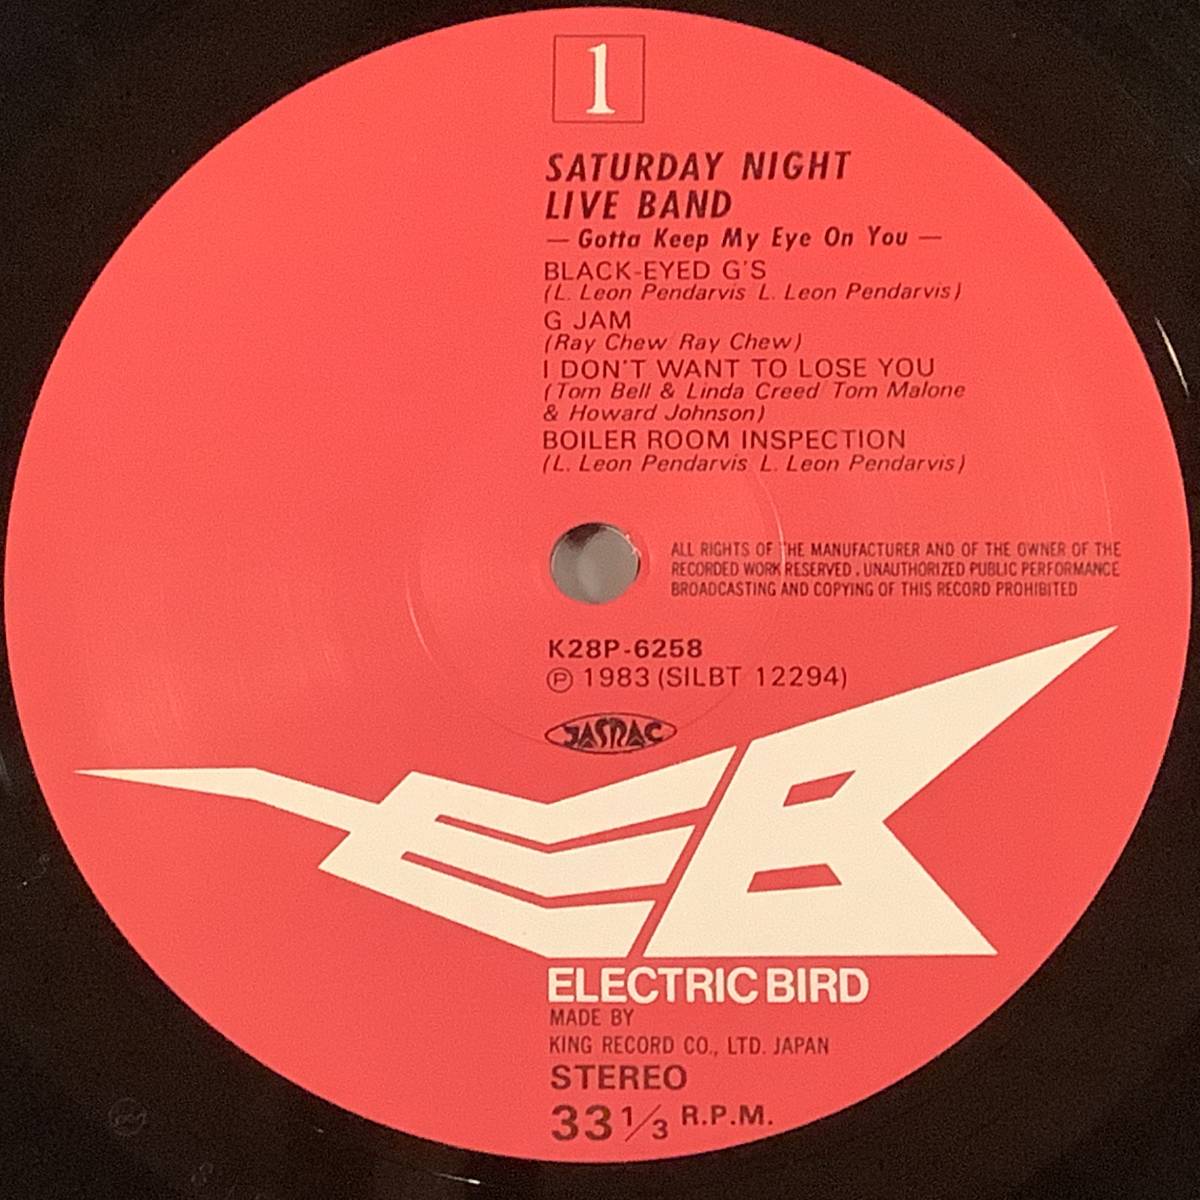 1
SATURDAY NIGHT
LIVE BAND
— Gotta Keep My Eye On You —
BLACK-EYED G'S
(L. Leon Pendarvis L. Leon Pendarvis)
G JAM
(Ray Chew Ray Chew)
I DON'T WANT TO LOSE YOU
(Tom Bell & Linda Creed Tom Malone
& Howard Johnson)
BOILER ROOM INSPECTION
(L. Leon Pendarvis L. Leon Pendarvis)
ALL RIGHTS OF THE MANUFACTURER AND OF THE OWNER OF THE
RECORDED WORK RESERVED. UNAUTHORIZED PUBLIC PERFORMANCE
BROADCASTING AND COPYING OF THIS RECORD PROHIBITED
K28P-6258
℗ 1983 (SILBT 12294)
JASRAC
EB
ELECTRIC BIRD
MADE BY
KING RECORD CO., LTD. JAPAN
STEREO
33 1/3 R.P.M.